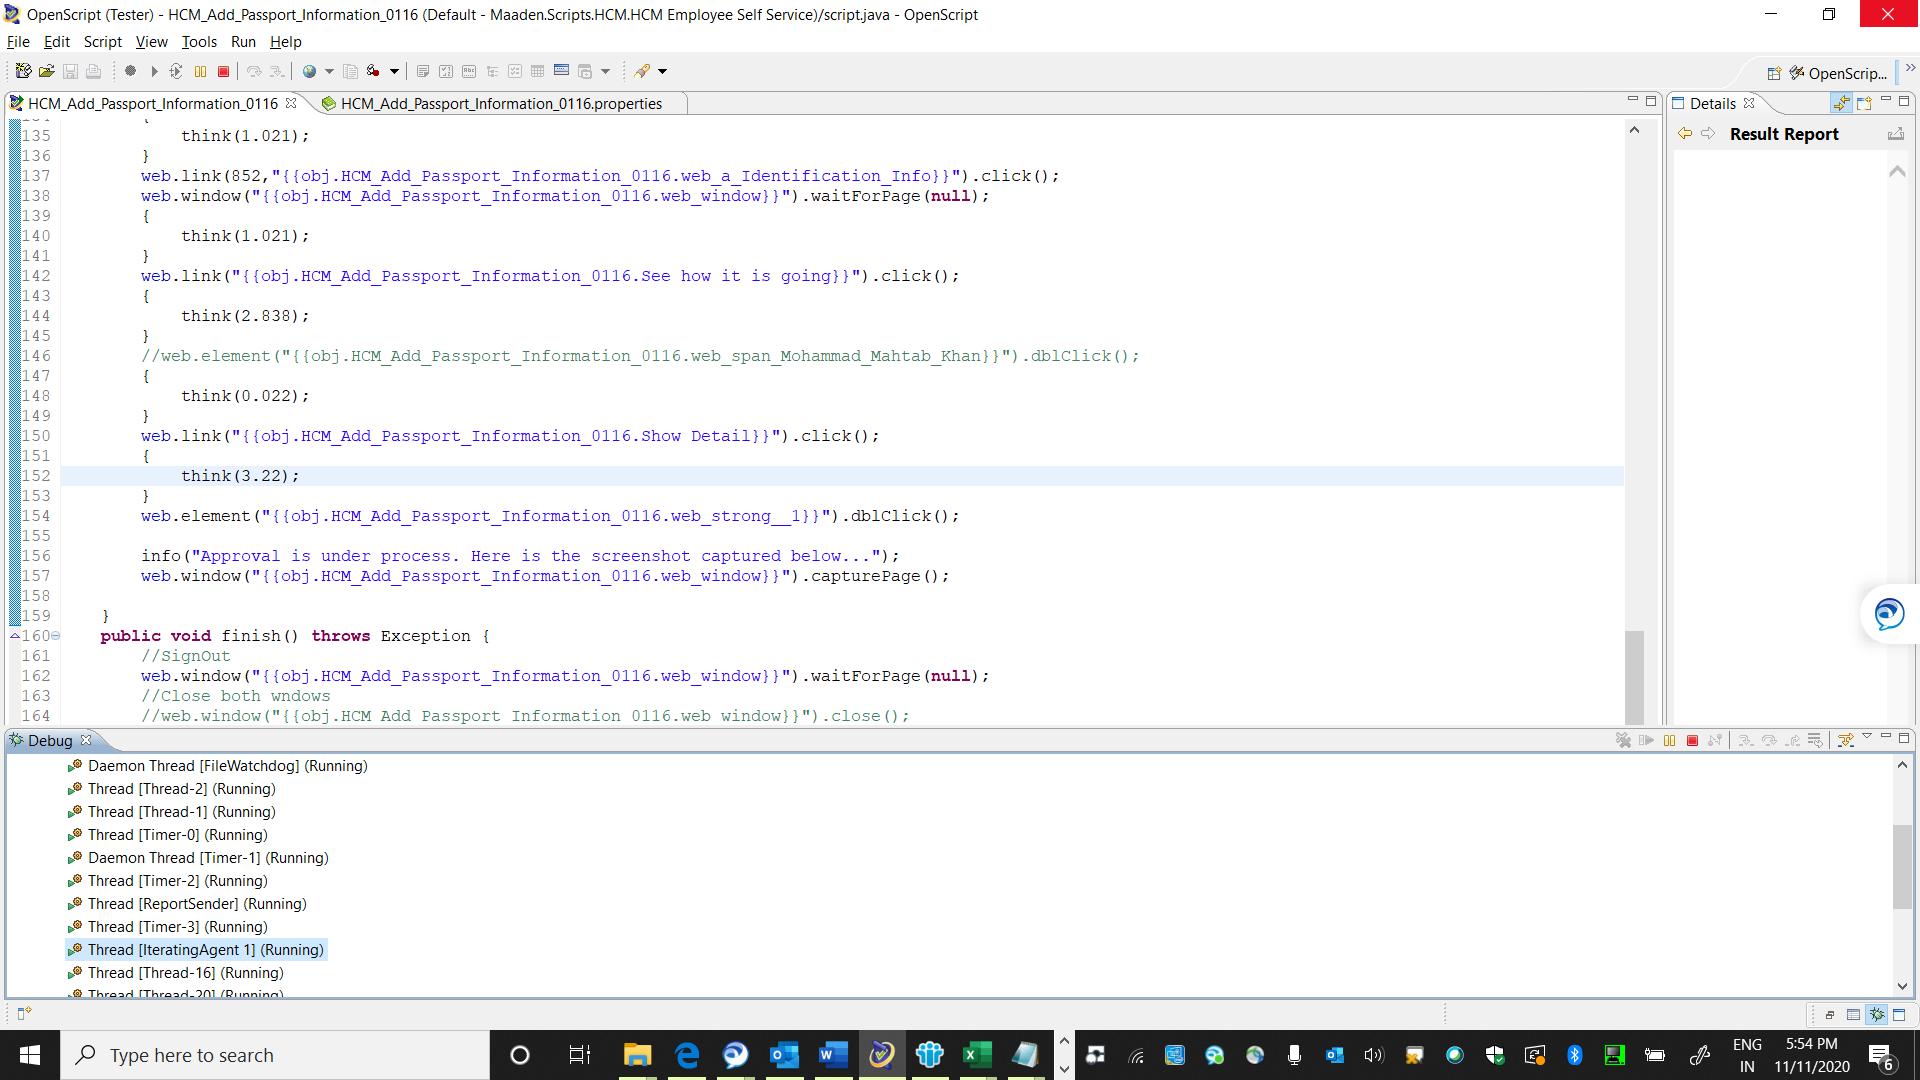 OpenScript (Tester) - HCM_Add_Passport_Information_0116 (Default - Maaden.Scripts.HCM.HCM Employee Self Service)/script.java - OpenScript
File Edit Script View Tools Run Help
OpenScrip...
HCM_Add_Passport_Information_0116
HCM_Add_Passport_Information_0116.properties
Details
Result Report
135 think(1.021);
136 }
137 web.link(852,"{{obj.HCM_Add_Passport_Information_0116.web_a_Identification_Info}}").click();
138 web.window("{{obj.HCM_Add_Passport_Information_0116.web_window}}").waitForPage(null);
139 {
140 think(1.021);
141 }
142 web.link("{{obj.HCM_Add_Passport_Information_0116.See how it is going}}").click();
143 {
144 think(2.838);
145 }
146 //web.element("{{obj.HCM_Add_Passport_Information_0116.web_span_Mohammad_Mahtab_Khan}}").dblClick();
147 {
148 think(0.022);
149 }
150 web.link("{{obj.HCM_Add_Passport_Information_0116.Show Detail}}").click();
151 {
152 think(3.22);
153 }
154 web.element("{{obj.HCM_Add_Passport_Information_0116.web_strong__1}}").dblClick();
155
156 info("Approval is under process. Here is the screenshot captured below...");
157 web.window("{{obj.HCM_Add_Passport_Information_0116.web_window}}").capturePage();
158
159 }
160 public void finish() throws Exception {
161 //SignOut
162 web.window("{{obj.HCM_Add_Passport_Information_0116.web_window}}").waitForPage(null);
163 //Close both wndows
164 //web.window("{{obj.HCM_Add_Passport_Information_0116.web_window}}").close();
Debug
Daemon Thread [FileWatchdog] (Running)
Thread [Thread-2] (Running)
Thread [Thread-1] (Running)
Thread [Timer-0] (Running)
Daemon Thread [Timer-1] (Running)
Thread [Timer-2] (Running)
Thread [ReportSender] (Running)
Thread [Timer-3] (Running)
Thread [IteratingAgent 1] (Running)
Thread [Thread-16] (Running)
Thread [Thread-20] (Running)
Type here to search
ENG
IN
5:54 PM
11/11/2020
6